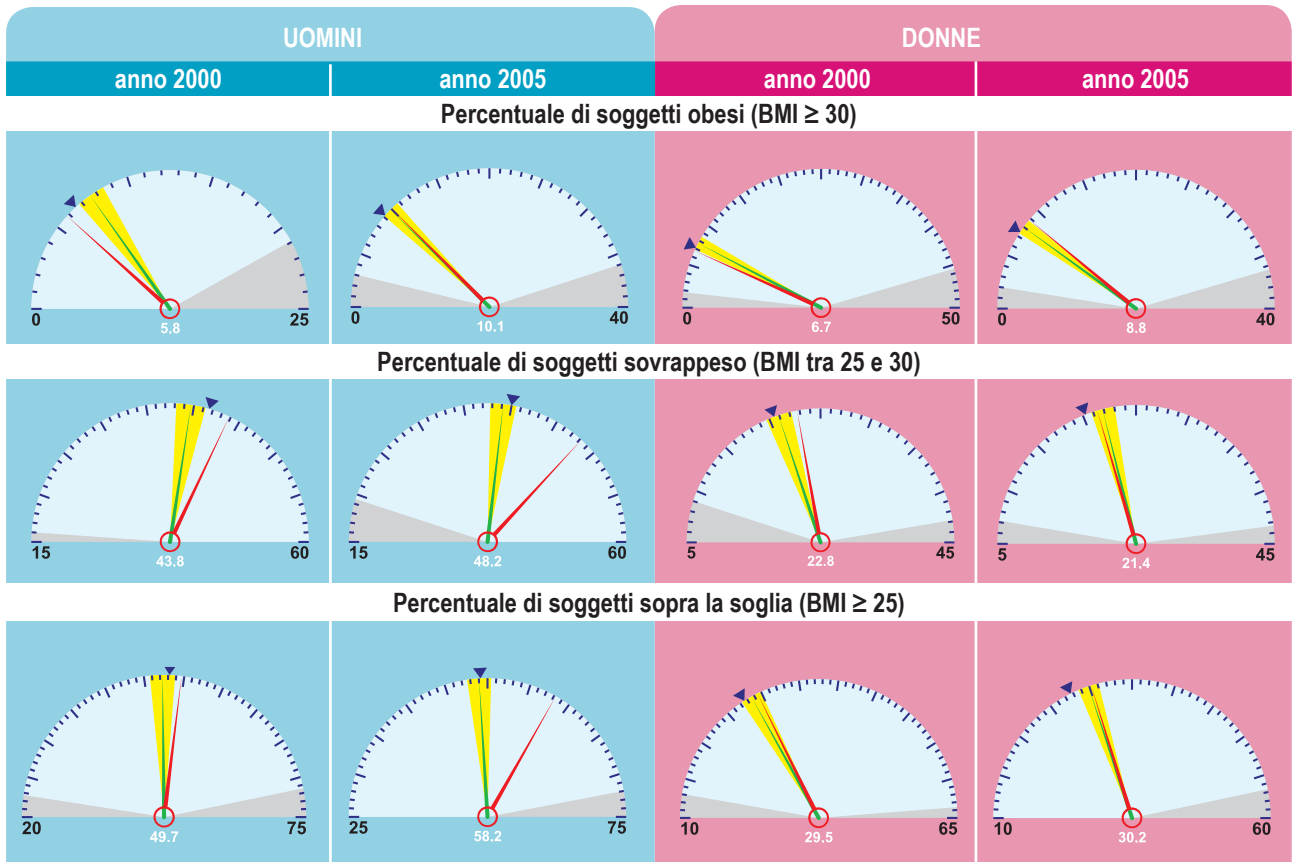 UOMINI DONNE
anno 2000 anno 2005 anno 2000 anno 2005
Percentuale di soggetti obesi (BMI ≥ 30)
0 25 0 40 0 50 0 40
5.8 10.1 6.7 8.8
Percentuale di soggetti sovrappeso (BMI tra 25 e 30)
15 60 15 60 5 45 5 45
43.8 48.2 22.8 21.4
Percentuale di soggetti sopra la soglia (BMI ≥ 25)
20 75 25 75 10 65 10 60
49.7 58.2 29.5 30.2